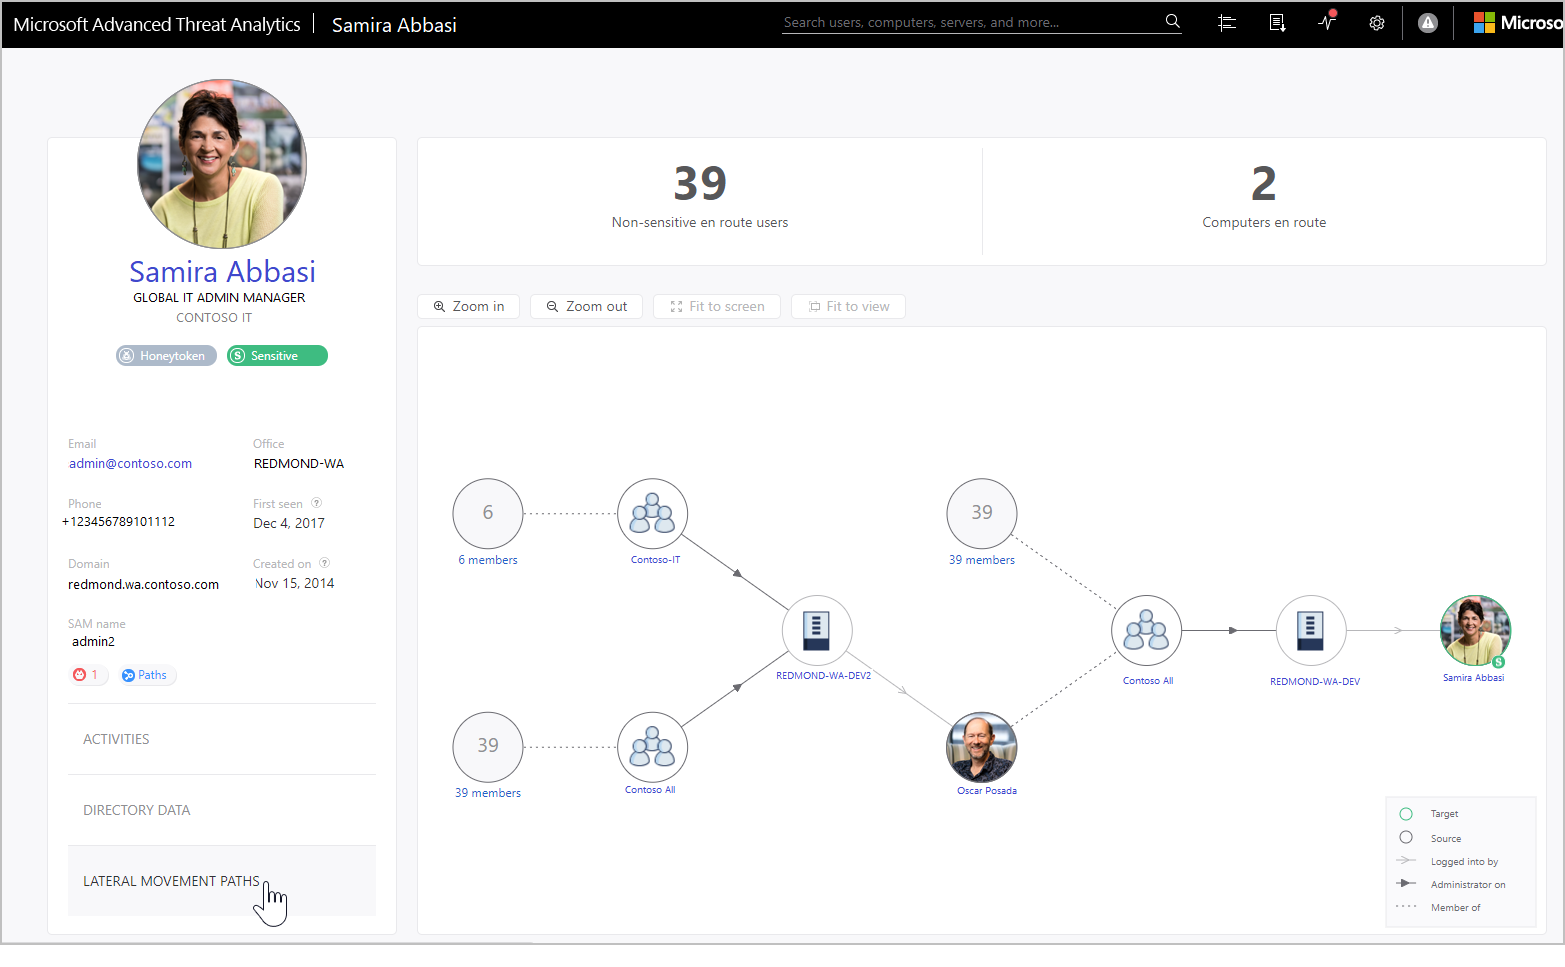 Microsoft Advanced Threat Analytics
Samira Abbasi
Search users, computers, servers, and more...
Microso
Samira Abbasi
GLOBAL IT ADMIN MANAGER
CONTOSO IT
Honeytoken
Sensitive
Email
Office
admin@contoso.com
REDMOND-WA
Phone
First seen ?
+123456789101112
Dec 4, 2017
Domain
Created on ?
redmond.wa.contoso.com
Nov 15, 2014
SAM name
admin2
1
Paths
ACTIVITIES
DIRECTORY DATA
LATERAL MOVEMENT PATHS
39
Non-sensitive en route users
2
Computers en route
Zoom in
Zoom out
Fit to screen
Fit to view
6
6 members
Contoso-IT
39
39 members
REDMOND-WA-DEV2
Contoso All
REDMOND-WA-DEV
Samira Abbasi
39
39 members
Contoso All
Oscar Posada
Target
Source
Logged into by
Administrator on
Member of